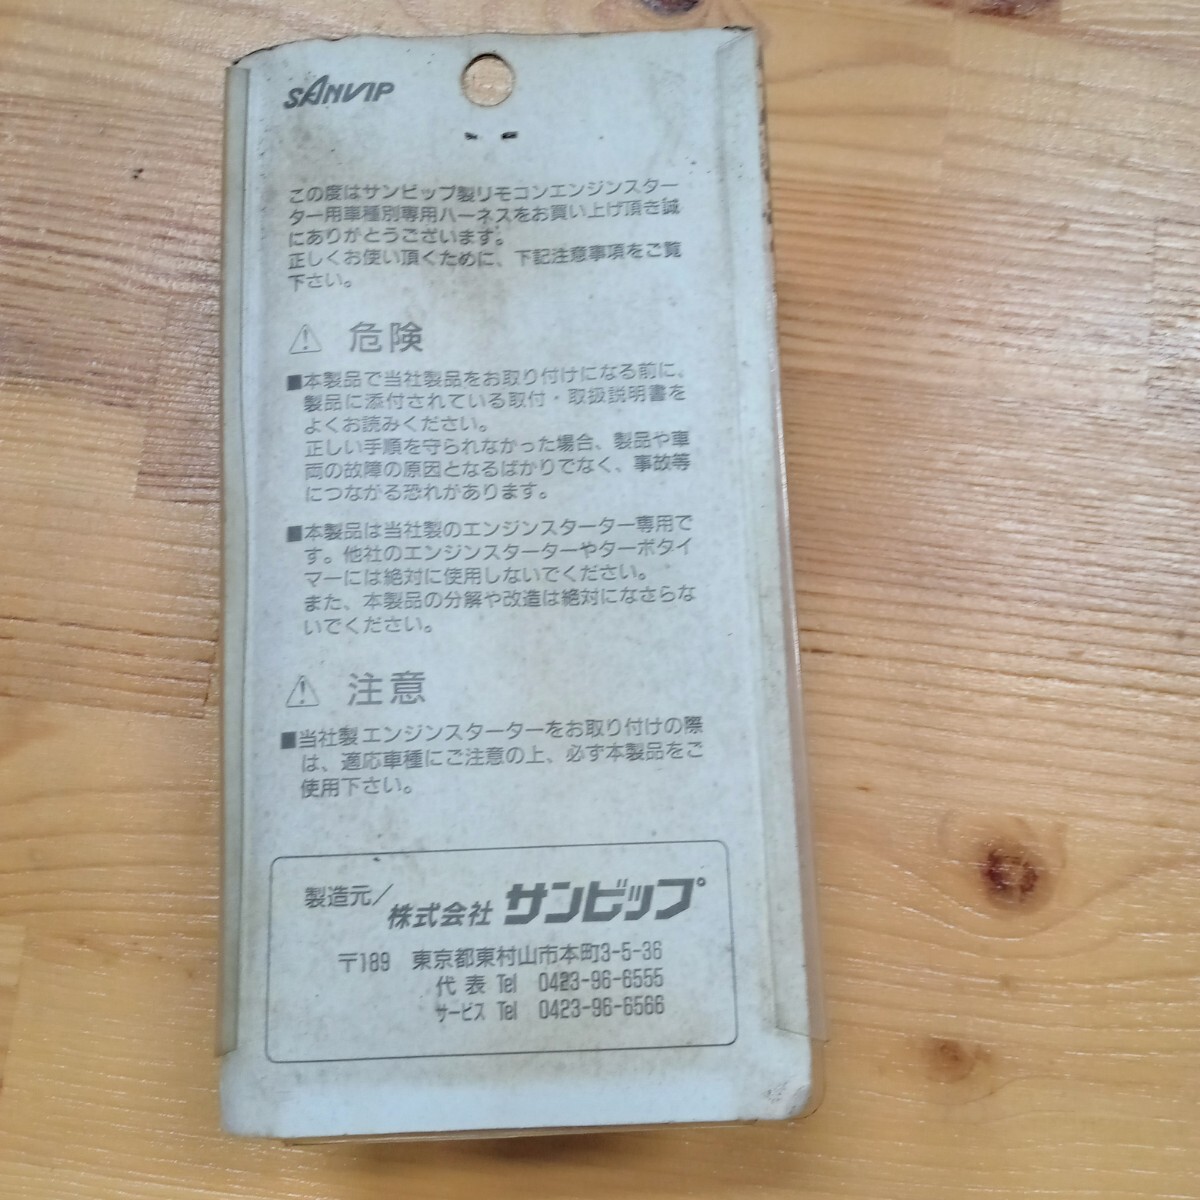 SANVIP
この度はサンビップ製リモコンエンジンスター
ター用車種別専用ハーネスをお買い上げ頂き誠
にありがとうございます。
正しくお使い頂くために、下記注意事項をご覧
下さい。
⚠ 危険
■本製品で当社製品をお取り付けになる前に、
製品に添付されている取付・取扱説明書を
よくお読みください。
正しい手順を守られなかった場合、製品や車
両の故障の原因となるばかりでなく、事故等
につながる恐れがあります。
■本製品は当社製のエンジンスターター専用で
す。他社のエンジンスターターやターボタイ
マーには絶対に使用しないでください。
また、本製品の分解や改造は絶対になさらな
いでください。
⚠ 注意
■当社製エンジンスターターをお取り付けの際
は、適応車種にご注意の上、必ず本製品をご
使用下さい。
製造元/株式会社 サンビップ
〒189 東京都東村山市本町3-5-36
代表 Tel 0423-96-6555
サービス Tel 0423-96-6566